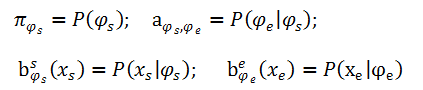 π_{φ_s} = P(φ_s); a_{φ_s,φ_e} = P(φ_e|φ_s);
b^s_{φ_s}(x_s) = P(x_s|φ_s); b^e_{φ_e}(x_e) = P(x_e|φ_e)